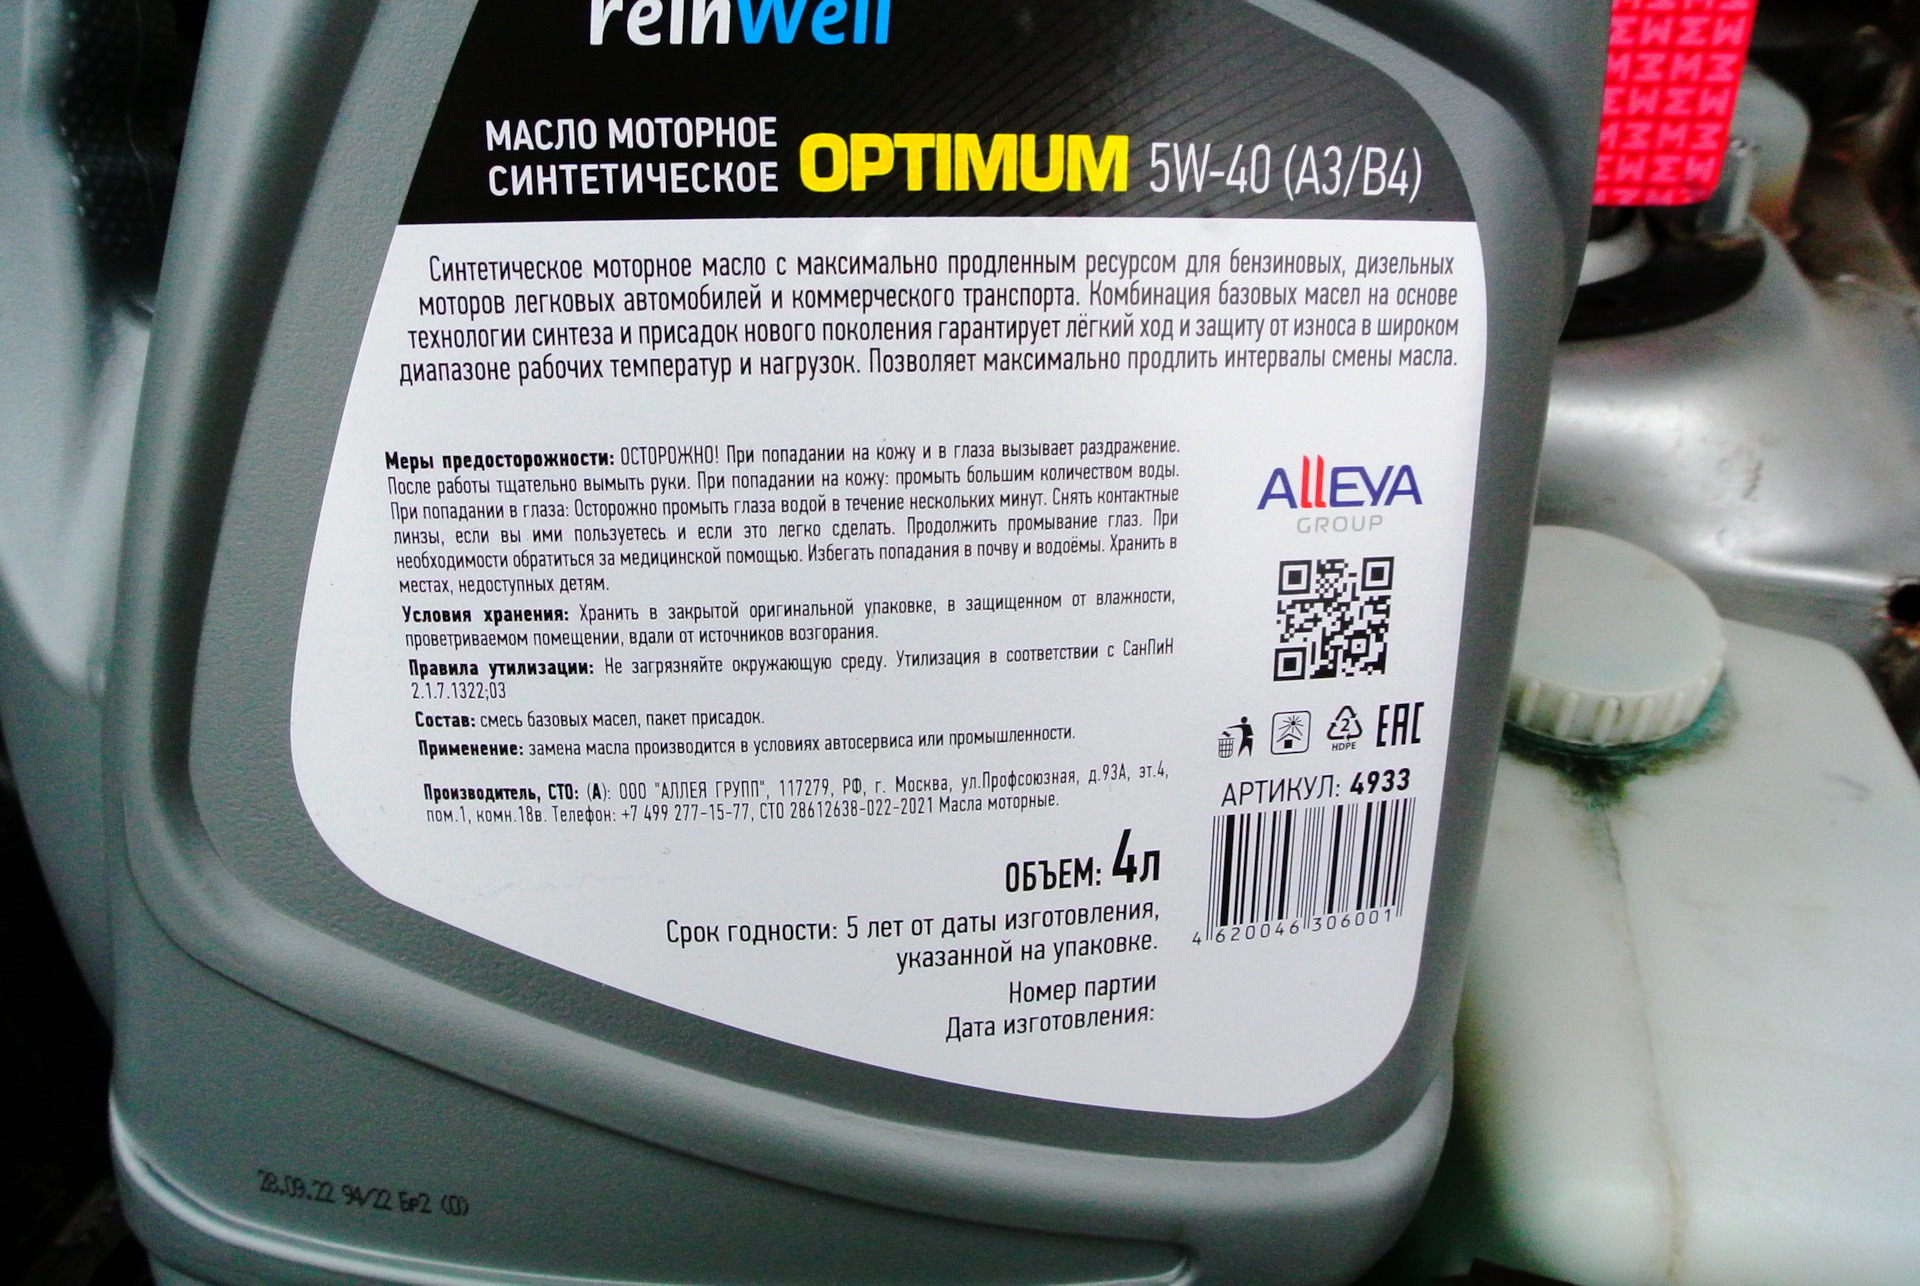 reinwell
МАСЛО МОТОРНОЕ
СИНТЕТИЧЕСКОЕ
OPTIMUM 5W-40 (A3/B4)
Синтетическое моторное масло с максимально продленным ресурсом для бензиновых, дизельных
моторов легковых автомобилей и коммерческого транспорта. Комбинация базовых масел на основе
технологии синтеза и присадок нового поколения гарантирует лёгкий ход и защиту от износа в широком
диапазоне рабочих температур и нагрузок. Позволяет максимально продлить интервалы смены масла.
Меры предосторожности: ОСТОРОЖНО! При попадании на кожу и в глаза вызывает раздражение.
После работы тщательно вымыть руки. При попадании на кожу: промыть большим количеством воды.
При попадании в глаза: Осторожно промыть глаза водой в течение нескольких минут. Снять контактные
линзы, если вы ими пользуетесь и если это легко сделать. Продолжить промывание глаз. При
необходимости обратиться за медицинской помощью. Избегать попадания в почву и водоёмы. Хранить в
местах, недоступных детям.
Условия хранения: Хранить в закрытой оригинальной упаковке, в защищенном от влажности,
проветриваемом помещении, вдали от источников возгорания.
Правила утилизации: Не загрязняйте окружающую среду. Утилизация в соответствии с СанПиН
2.1.7.1322;03
Состав: смесь базовых масел, пакет присадок.
Применение: замена масла производится в условиях автосервиса или промышленности.
Производитель, СТО: (А): ООО "АЛЛЕЯ ГРУПП", 117279, РФ, г. Москва, ул.Профсоюзная, д.93А, эт.4,
пом.1, комн.18в. Телефон: +7 499 277-15-77, СТО 28612638-022-2021 Масла моторные.
ALLEYA
GROUP
2
HDPE
EAC
АРТИКУЛ: 4933
4 620046 306001
ОБЪЕМ: 4л
Срок годности: 5 лет от даты изготовления,
указанной на упаковке.
Номер партии
Дата изготовления:
28.09.22 94/22 Бр2 (0)